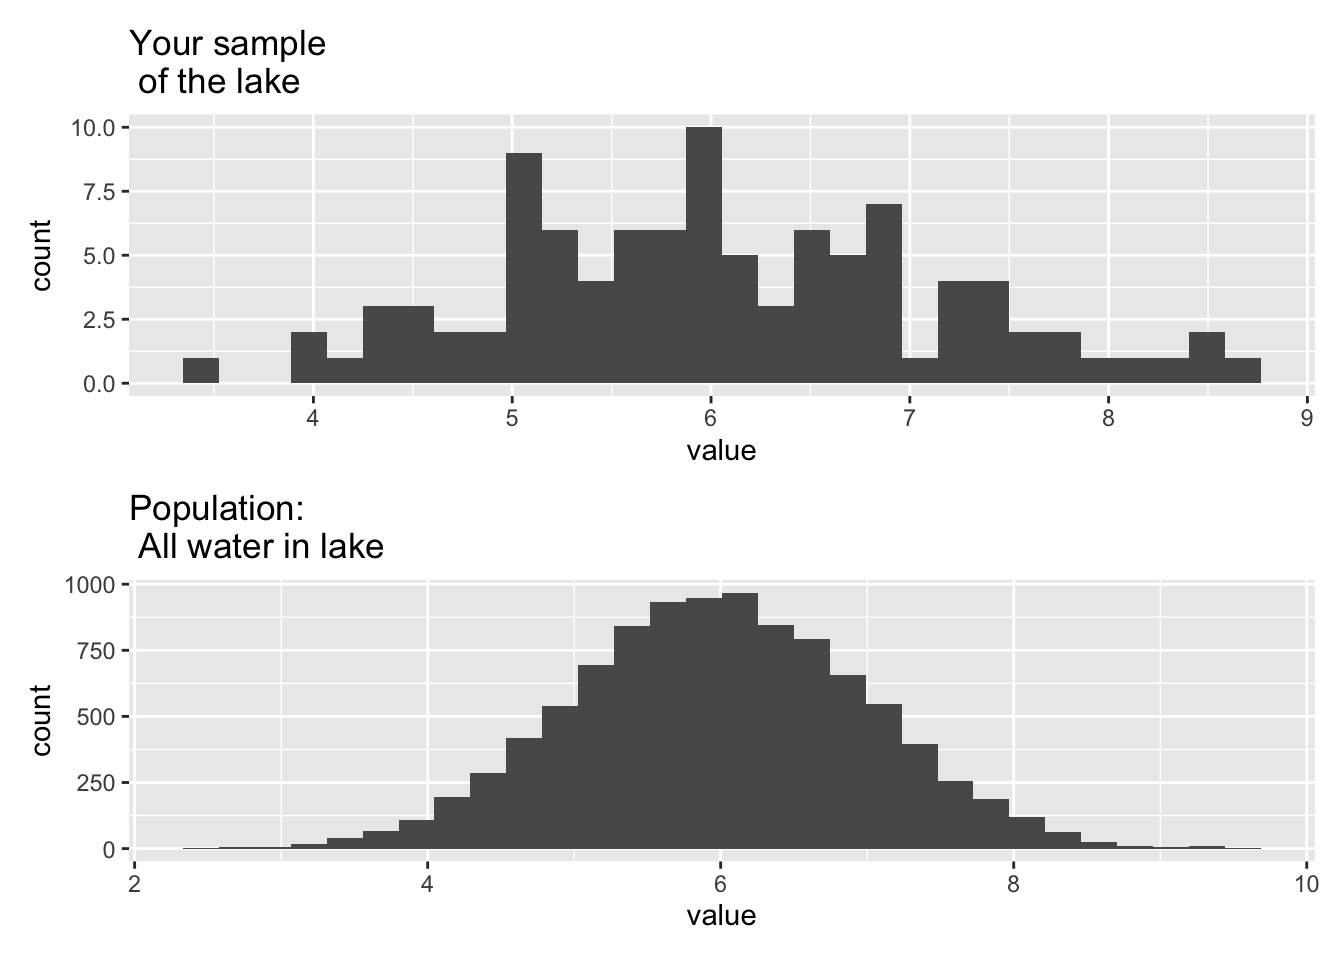 Your sample
of the lake
10.0
7.5
5.0
2.5
0.0
count
4 5 6 7 8 9
value
Population:
All water in lake
1000
750
500
250
0
count
2 4 6 8 10
value